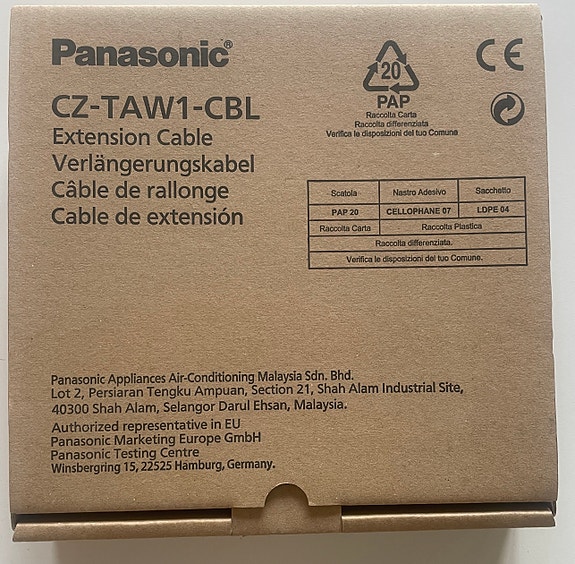 Panasonic®
CZ-TAW1-CBL
Extension Cable
Verlängerungskabel
Câble de rallonge
Cable de extensión
20
PAP
Raccolta Carta
Raccolta differenziata
Verifica le disposizioni del tuo Comune
CE
Scatola Nastro Adesivo Sacchetto
PAP 20 CELLOPHANE 07 LDPE 04
Raccolta Carta Raccolta Plastica
Raccolta differenziata.
Verifica le disposizioni del tuo Comune.
Panasonic Appliances Air-Conditioning Malaysia Sdn. Bhd.
Lot 2, Persiaran Tengku Ampuan, Section 21, Shah Alam Industrial Site,
40300 Shah Alam, Selangor Darul Ehsan, Malaysia.
Authorized representative in EU
Panasonic Marketing Europe GmbH
Panasonic Testing Centre
Winsbergring 15, 22525 Hamburg, Germany.